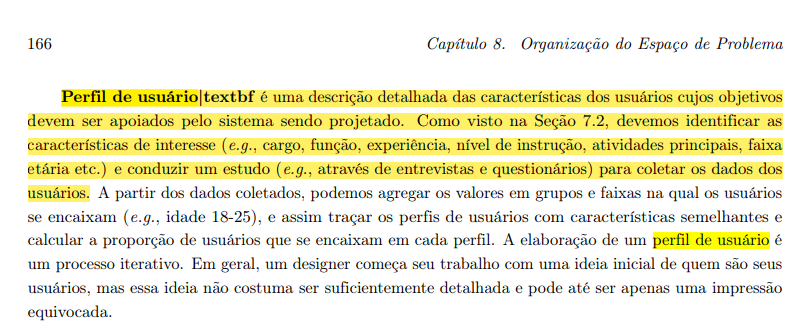 166
Capítulo 8. Organização do Espaço de Problema
Perfil de usuário|textbf é uma descrição detalhada das características dos usuários cujos objetivos
devem ser apoiados pelo sistema sendo projetado. Como visto na Seção 7.2, devemos identificar as
características de interesse (e.g., cargo, função, experiência, nível de instrução, atividades principais, faixa
etária etc.) e conduzir um estudo (e.g., através de entrevistas e questionários) para coletar os dados dos
usuários. A partir dos dados coletados, podemos agregar os valores em grupos e faixas na qual os usuários
se encaixam (e.g., idade 18-25), e assim traçar os perfis de usuários com características semelhantes e
calcular a proporção de usuários que se encaixam em cada perfil. A elaboração de um perfil de usuário é
um processo iterativo. Em geral, um designer começa seu trabalho com uma ideia inicial de quem são seus
usuários, mas essa ideia não costuma ser suficientemente detalhada e pode até ser apenas uma impressão
equivocada.